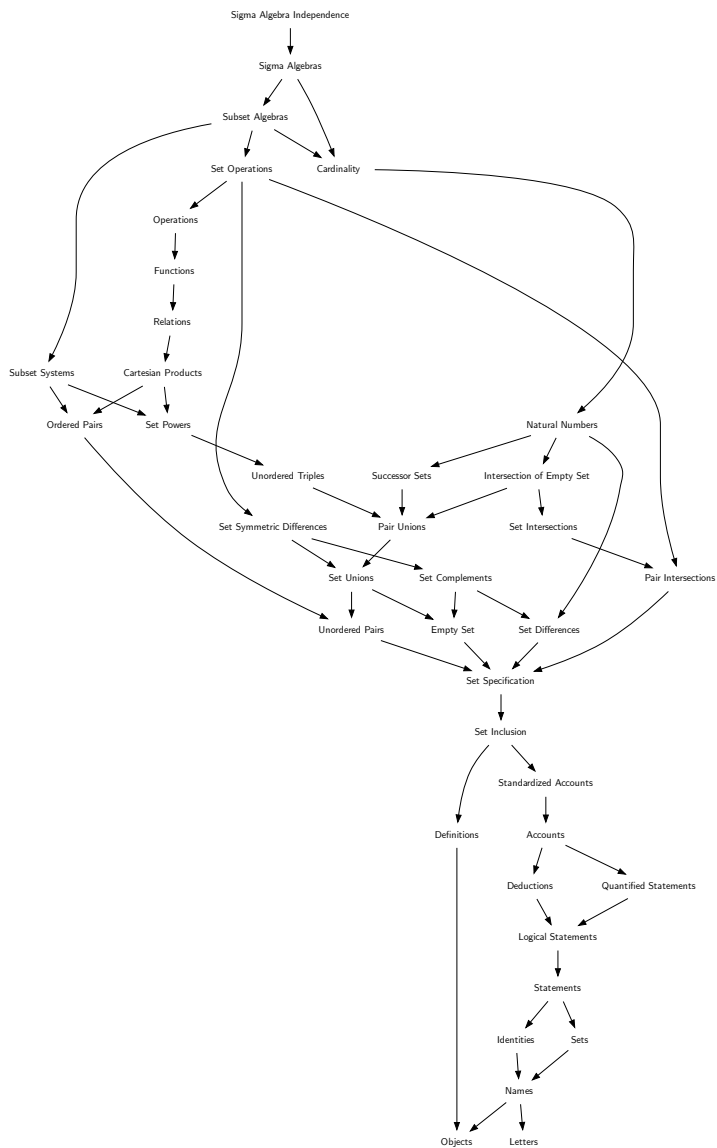 Sigma Algebra Independence
Sigma Algebras
Subset Algebras
Set Operations
Cardinality
Operations
Functions
Relations
Subset Systems
Cartesian Products
Ordered Pairs
Set Powers
Natural Numbers
Unordered Triples
Successor Sets
Intersection of Empty Set
Set Symmetric Differences
Pair Unions
Set Intersections
Set Unions
Set Complements
Pair Intersections
Unordered Pairs
Empty Set
Set Differences
Set Specification
Set Inclusion
Standardized Accounts
Definitions
Accounts
Deductions
Quantified Statements
Logical Statements
Statements
Identities
Sets
Names
Objects
Letters